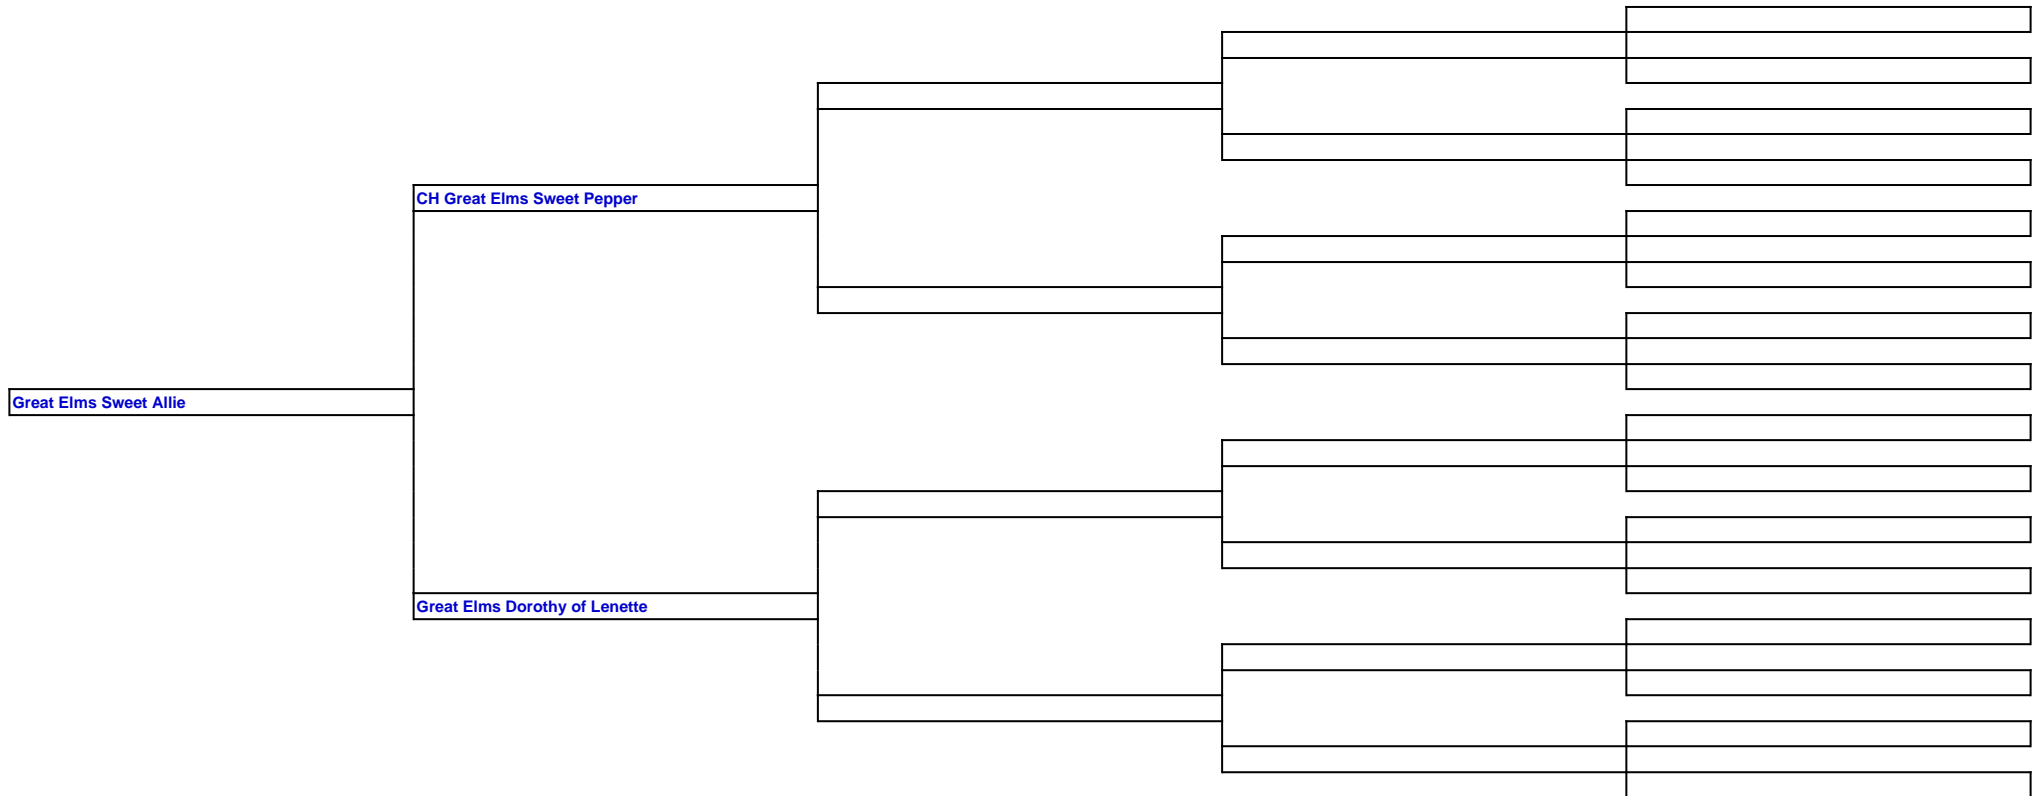 CH Great Elms Sweet Pepper
Great Elms Sweet Allie
Great Elms Dorothy of Lenette